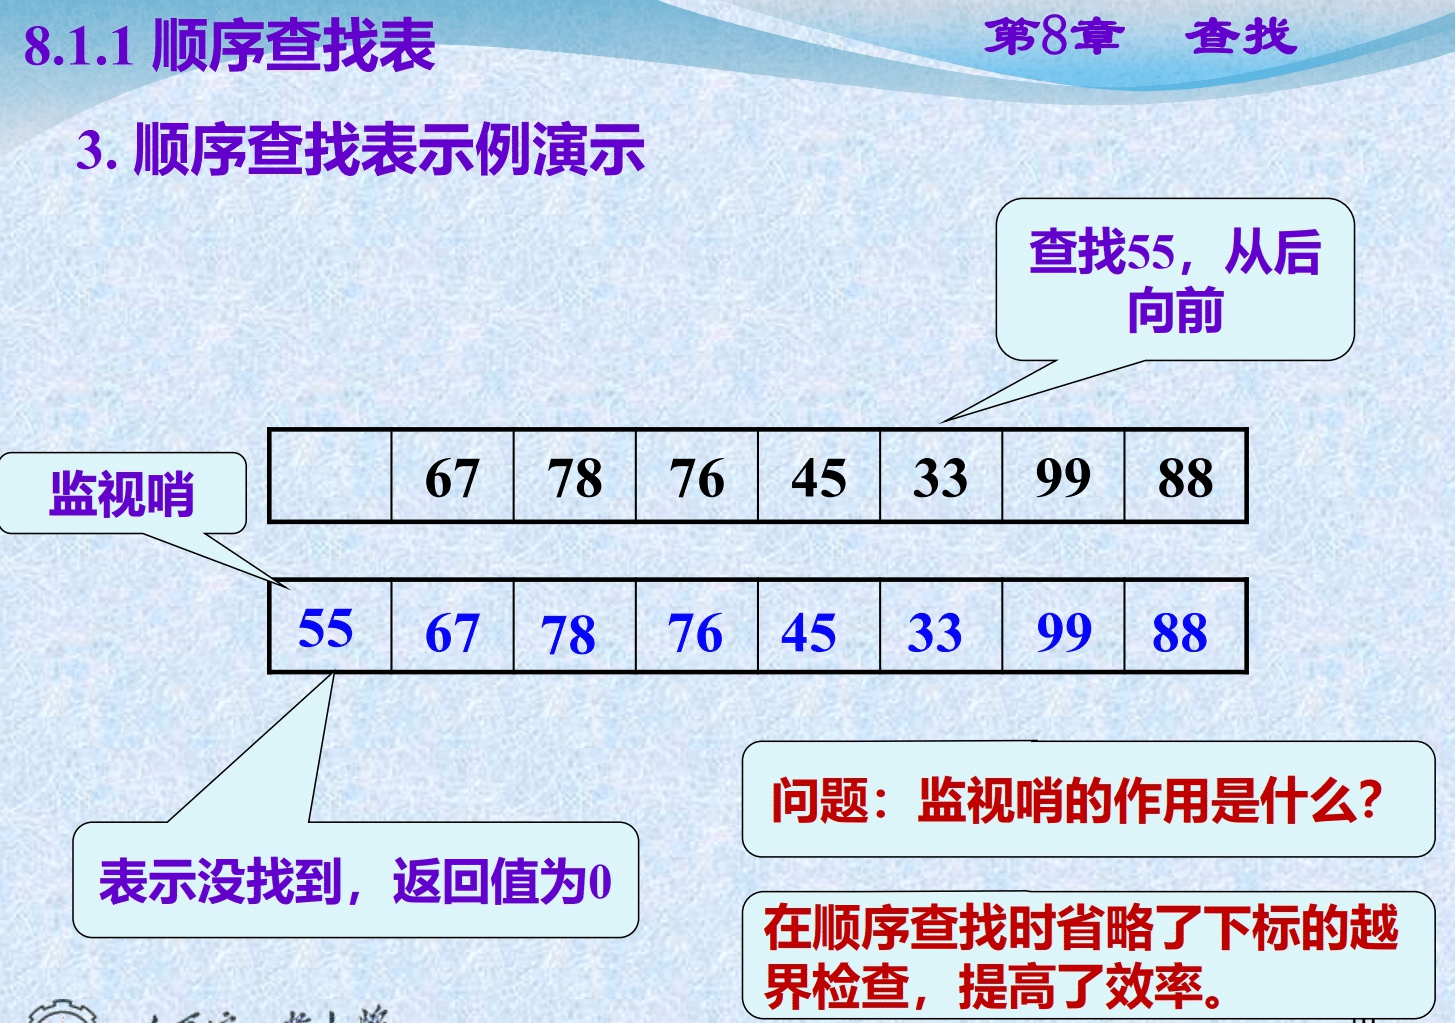 8.1.1 顺序查找表
第8章 查找
3. 顺序查找表示例演示
查找55，从后
向前
67 78 76 45 33 99 88
监视哨
55 67 78 76 45 33 99 88
问题：监视哨的作用是什么？
表示没找到，返回值为0
在顺序查找时省略了下标的越
界检查，提高了效率。